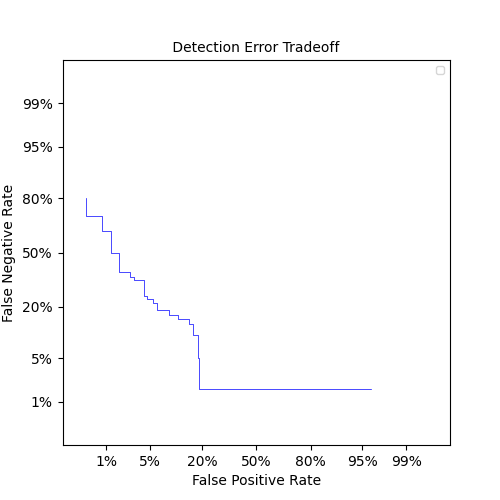 Detection Error Tradeoff
99%
95%
80%
50%
20%
5%
1%
False Negative Rate
1% 5% 20% 50% 80% 95% 99%
False Positive Rate